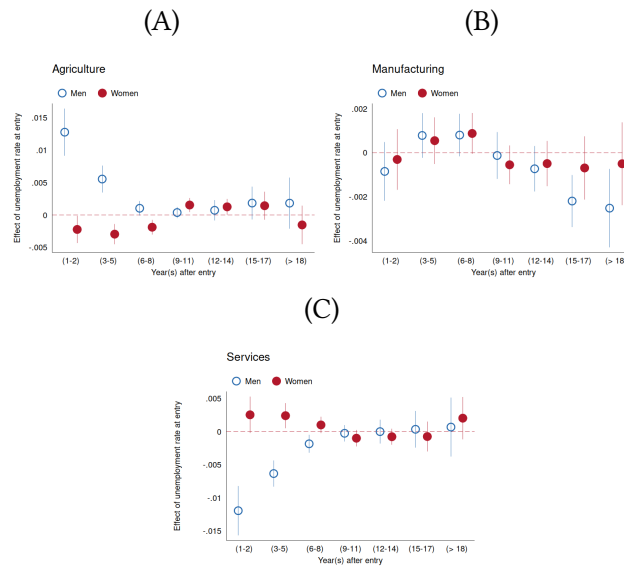 (A)
Agriculture
Men Women
Effect of unemployment rate at entry
.015
.01
.005
0
-.005
(1-2) (3-5) (6-8) (9-11) (12-14) (15-17) (> 18)
Year(s) after entry
(B)
Manufacturing
Men Women
Effect of unemployment rate at entry
.002
0
-.002
-.004
(1-2) (3-5) (6-8) (9-11) (12-14) (15-17) (> 18)
Year(s) after entry
(C)
Services
Men Women
Effect of unemployment rate at entry
.005
0
-.005
-.01
-.015
(1-2) (3-5) (6-8) (9-11) (12-14) (15-17) (> 18)
Year(s) after entry